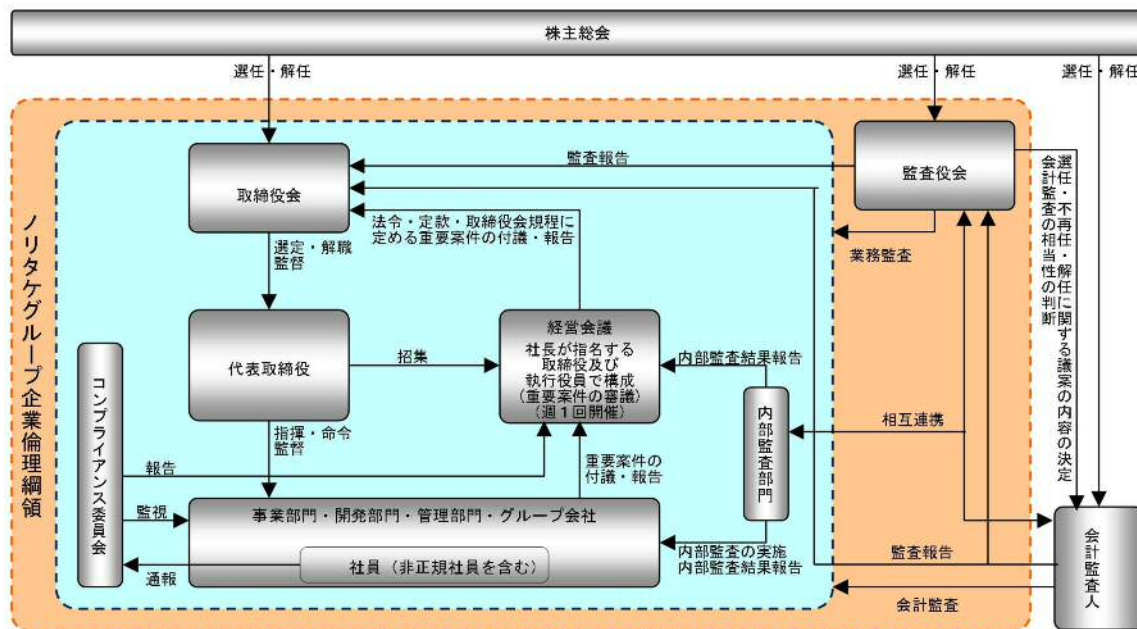 株主総会
選任・解任
選任・解任
選任・解任
ノリタケグループ企業倫理綱領
取締役会
監査報告
監査役会
法令・定款・取締役会規程に
定める重要案件の付議・報告
選定・解職
監督
業務監査
選任・不再任・解任に関する議案の内容の決定
会計監査の相当性の判断
代表取締役
招集
経営会議
社長が指名する
取締役及び
執行役員で構成
(重要案件の審議)
(週1回開催)
内部監査結果報告
内部監査部門
相互連携
コンプライアンス委員会
指揮・命令
監督
報告
重要案件の
付議・報告
監視
事業部門・開発部門・管理部門・グループ会社
社員(非正規社員を含む)
通報
内部監査の実施
内部監査結果報告
監査報告
会計監査
会計監査人